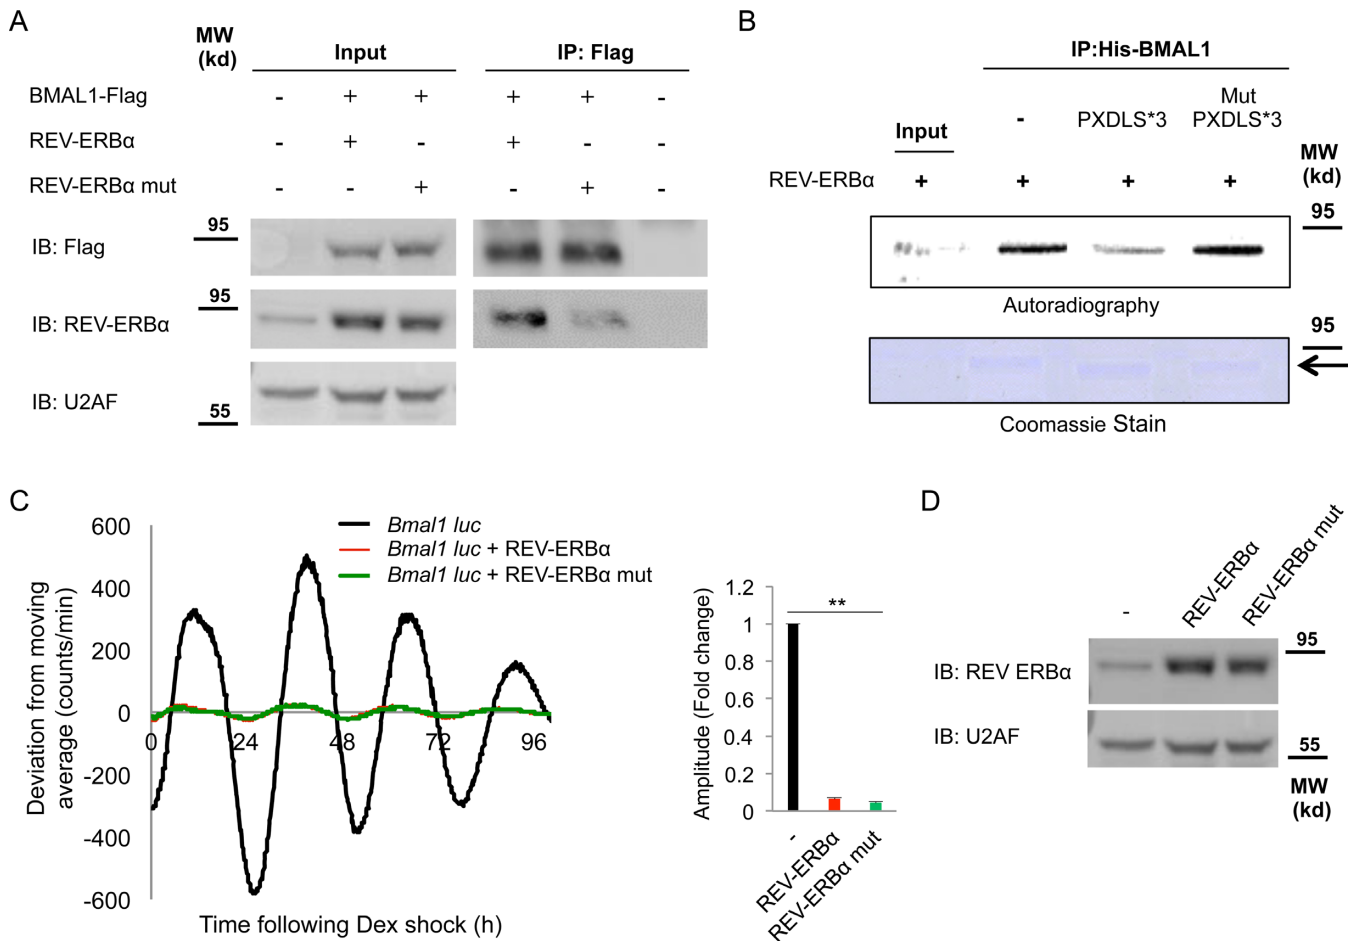 A
MW
(kd)
Input
IP: Flag
BMAL1-Flag - + + + + -
REV-ERBα - + - + - -
REV-ERBα mut - - + - + -
IB: Flag
95
IB: REV-ERBα
95
IB: U2AF
55
B
IP:His-BMAL1
Input
-
PXDLS*3
Mut
PXDLS*3
MW
(kd)
REV-ERBα + + + +
95
Autoradiography
95
Coomassie Stain
C
Deviation from moving
average (counts/min)
600
400
200
0
-200
-400
-600
0 24 48 72 96
Time following Dex shock (h)
Bmal1 luc
Bmal1 luc + REV-ERBα
Bmal1 luc + REV-ERBα mut
Amplitude (Fold change)
1.2
1
0.8
0.6
0.4
0.2
0
**
-
REV-ERBα
REV-ERBα mut
D
-
REV-ERBα
REV-ERBα mut
IB: REV ERBα
95
IB: U2AF
55
MW
(kd)